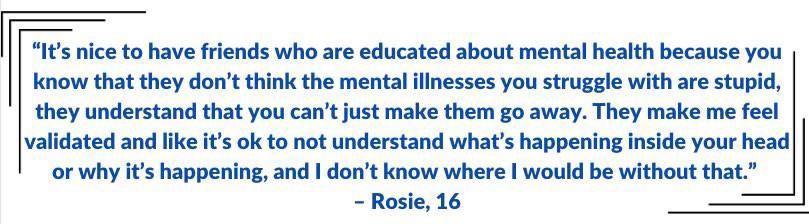 “It’s nice to have friends who are educated about mental health because you
know that they don’t think the mental illnesses you struggle with are stupid,
they understand that you can’t just make them go away. They make me feel
validated and like it’s ok to not understand what’s happening inside your head
or why it’s happening, and I don’t know where I would be without that.”
– Rosie, 16